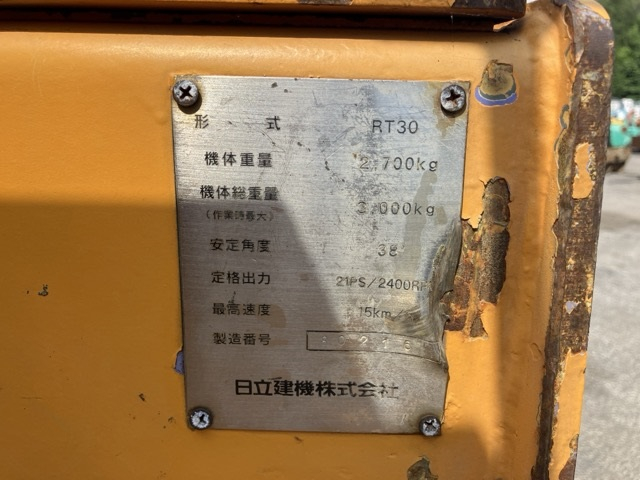 形式 RT30
機体重量 2,700kg
機体総重量 3,000kg
(作業時最大)
安定角度 38
定格出力 21PS/2400R
最高速度 15km
製造番号
日立建機株式会社